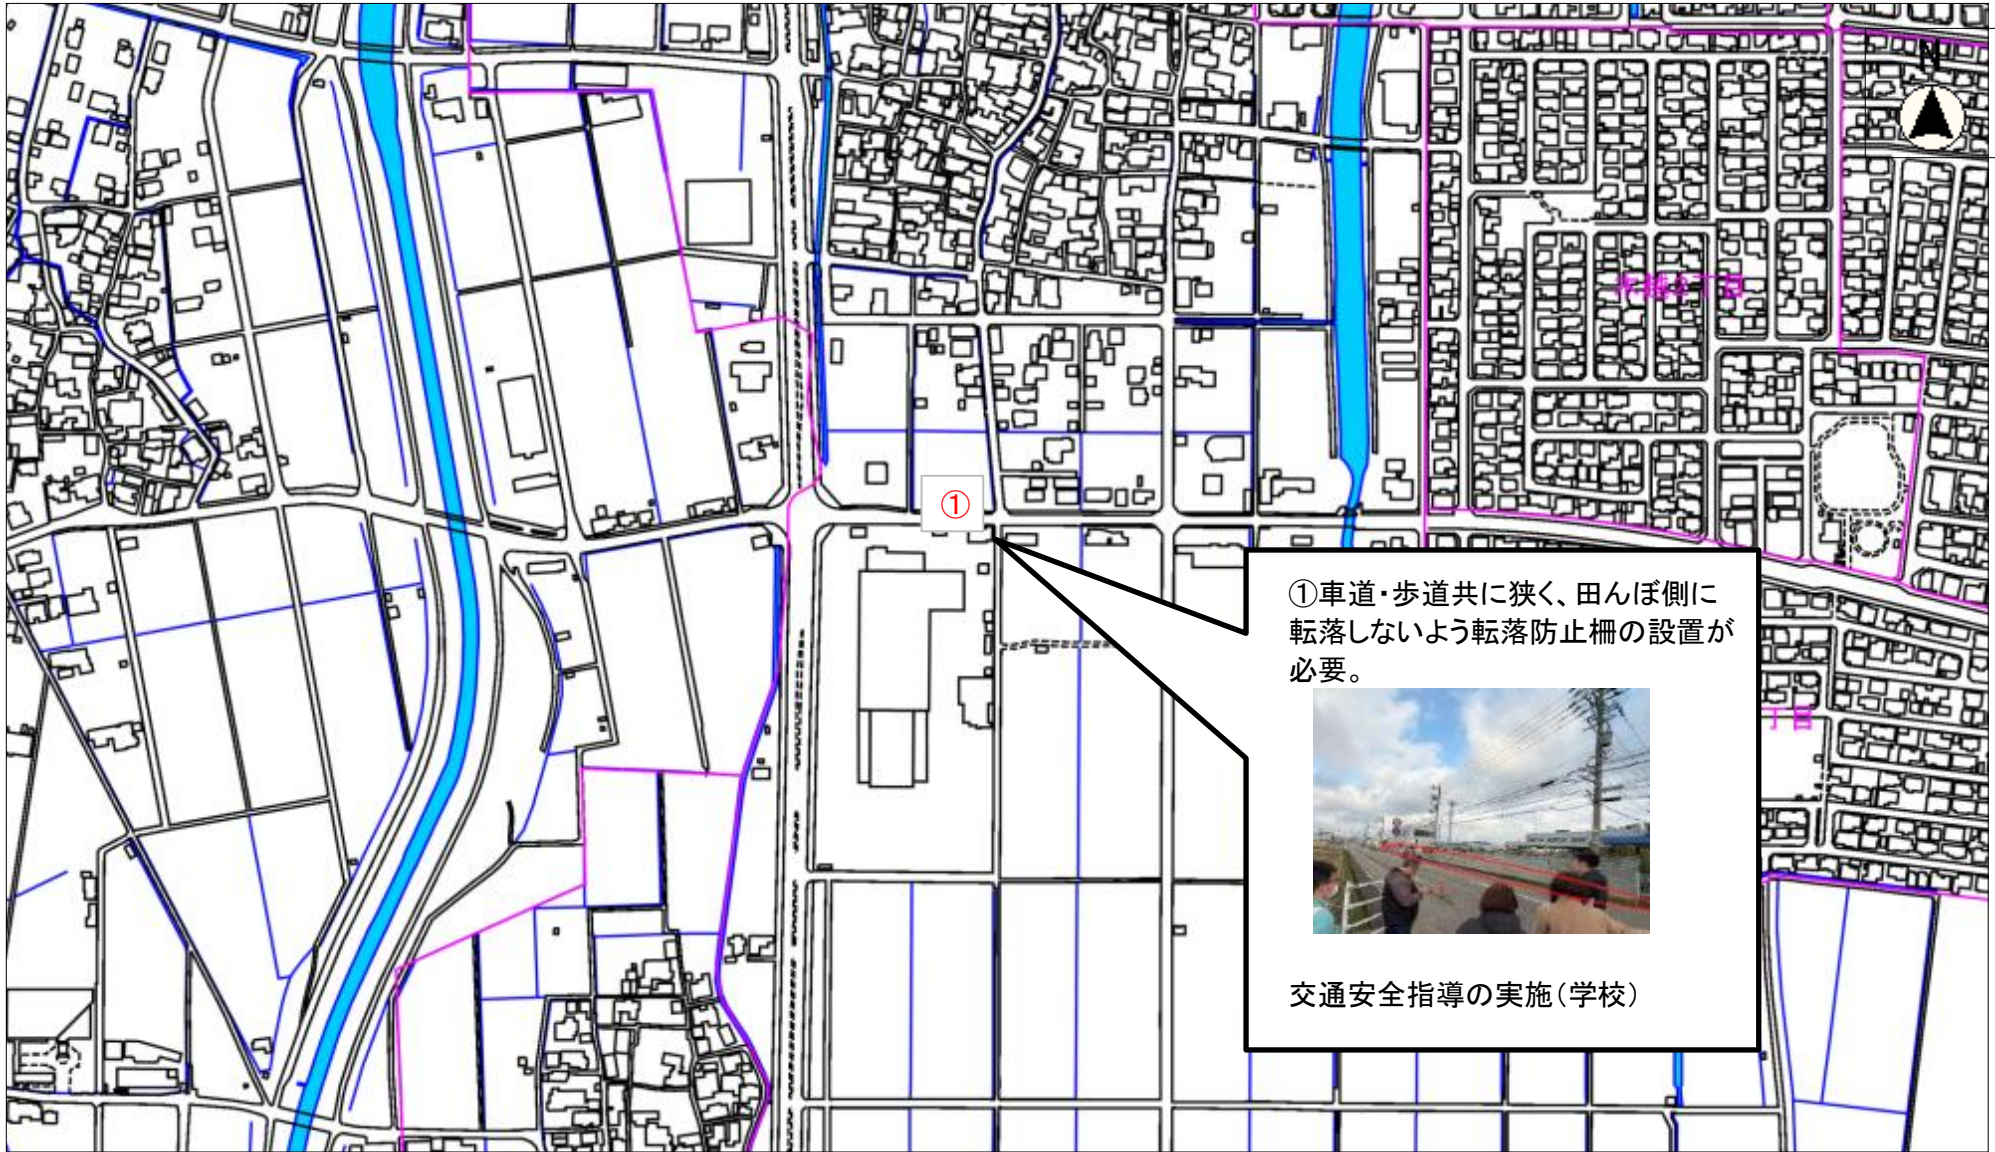 N
①
①車道・歩道共に狭く、田んぼ側に
転落しないよう転落防止柵の設置が
必要。
交通安全指導の実施（学校）
丁目